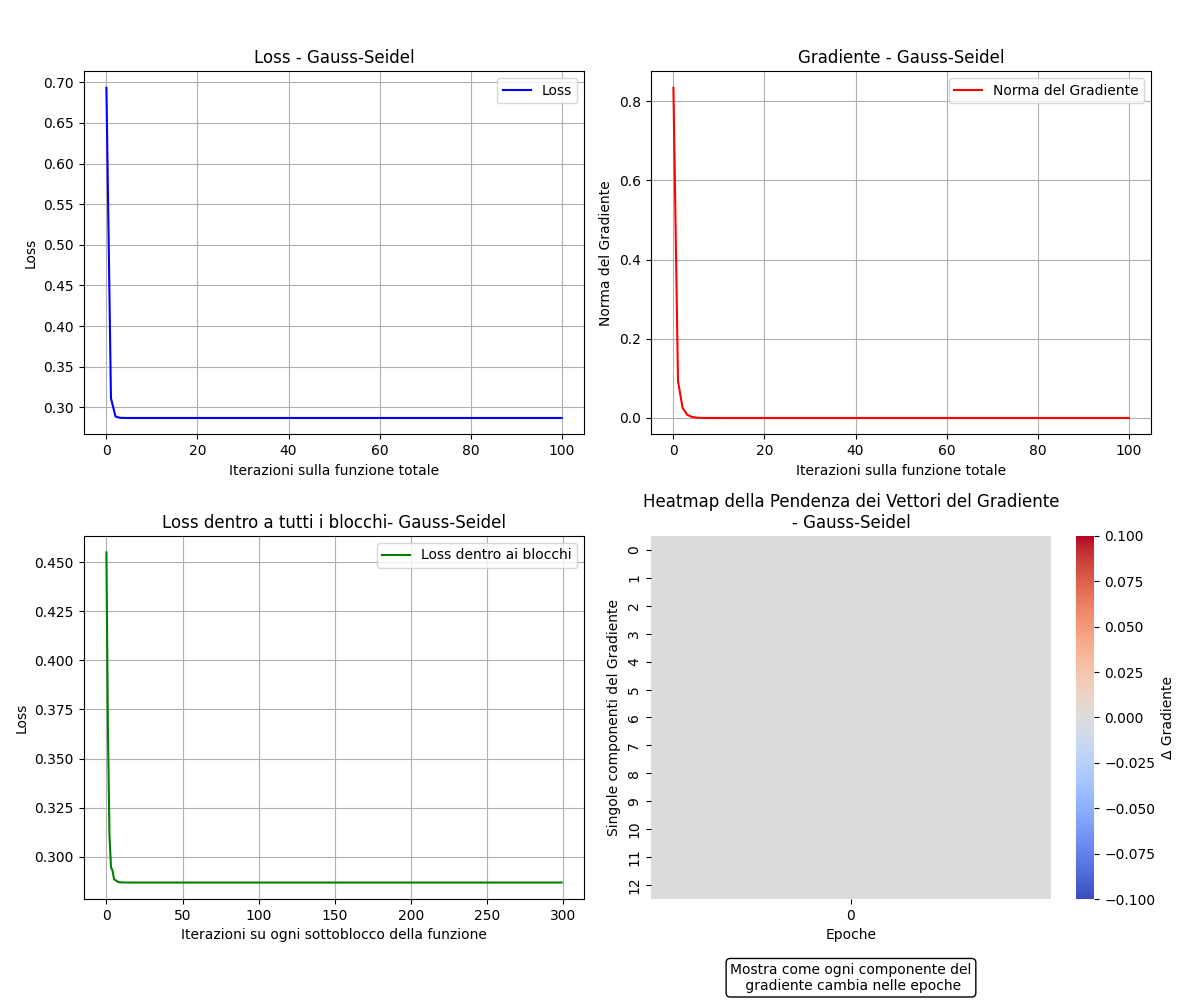 Loss - Gauss-Seidel
Loss
0.70
0.65
0.60
0.55
0.50
0.45
0.40
0.35
0.30
Loss
0 20 40 60 80 100
Iterazioni sulla funzione totale
Gradiente - Gauss-Seidel
Norma del Gradiente
0.8
0.6
0.4
0.2
0.0
Norma del Gradiente
0 20 40 60 80 100
Iterazioni sulla funzione totale
Loss dentro a tutti i blocchi- Gauss-Seidel
Loss dentro ai blocchi
0.450
0.425
0.400
0.375
0.350
0.325
0.300
Loss
0 50 100 150 200 250 300
Iterazioni su ogni sottoblocco della funzione
Heatmap della Pendenza dei Vettori del Gradiente
- Gauss-Seidel
0
1
2
3
4
5
6
7
8
9
10
11
12
Singole componenti del Gradiente
0
Epoche
0.100
0.075
0.050
0.025
0.000
−0.025
−0.050
−0.075
−0.100
Δ Gradiente
Mostra come ogni componente del
gradiente cambia nelle epoche